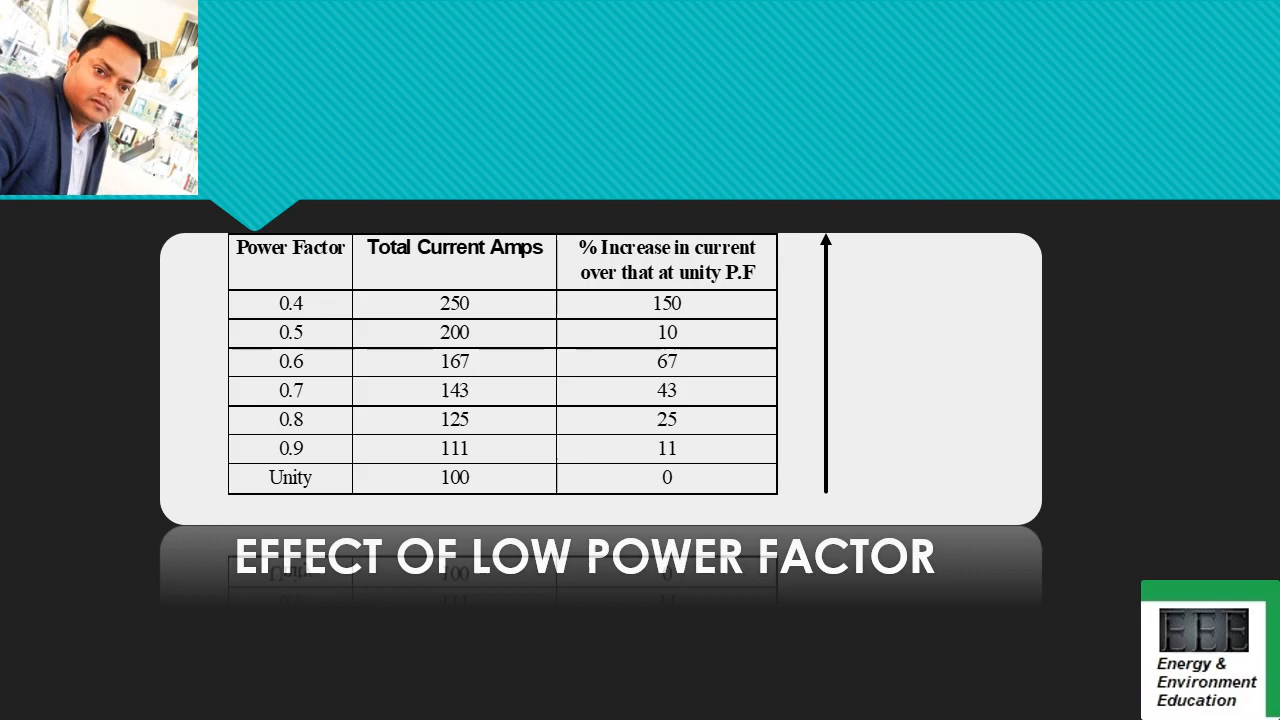 Power Factor Total Current Amps % Increase in current
over that at unity P.F
0.4 250 150
0.5 200 10
0.6 167 67
0.7 143 43
0.8 125 25
0.9 111 11
Unity 100 0
EFFECT OF LOW POWER FACTOR
EEE
Energy &
Environment
Education